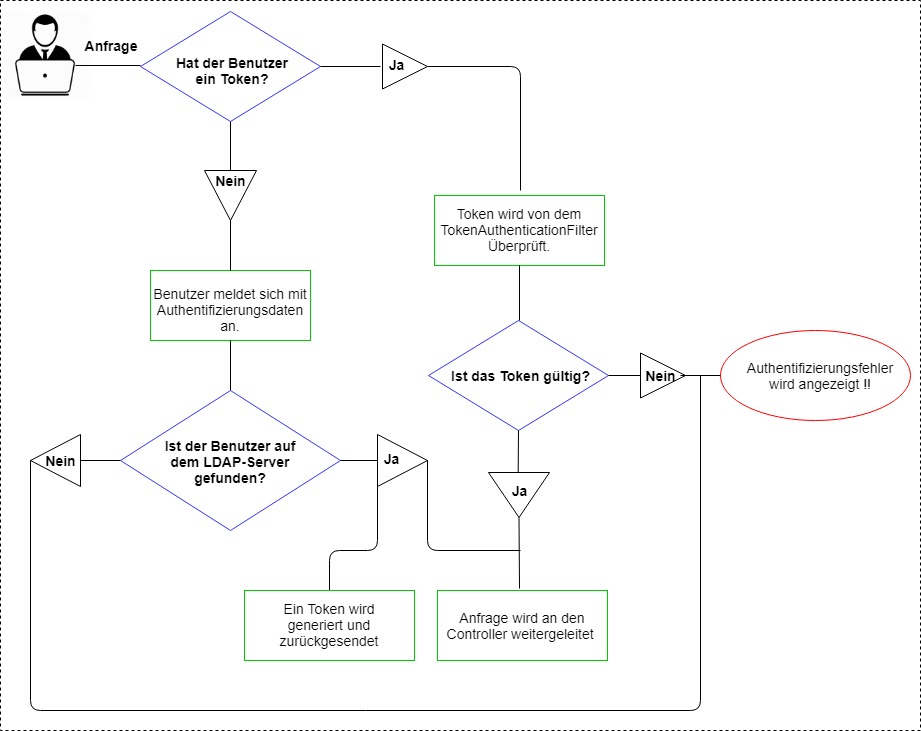 Anfrage
Hat der Benutzer
ein Token?
Ja
Nein
Token wird von dem
TokenAuthenticationFilter
Überprüft.
Benutzer meldet sich mit
Authentifizierungsdaten
an.
Ist das Token gültig?
Nein
Authentifizierungsfehler
wird angezeigt !!
Ist der Benutzer auf
dem LDAP-Server
gefunden?
Nein
Ja
Ja
Ein Token wird
generiert und
zurückgesendet
Anfrage wird an den
Controller weitergeleitet